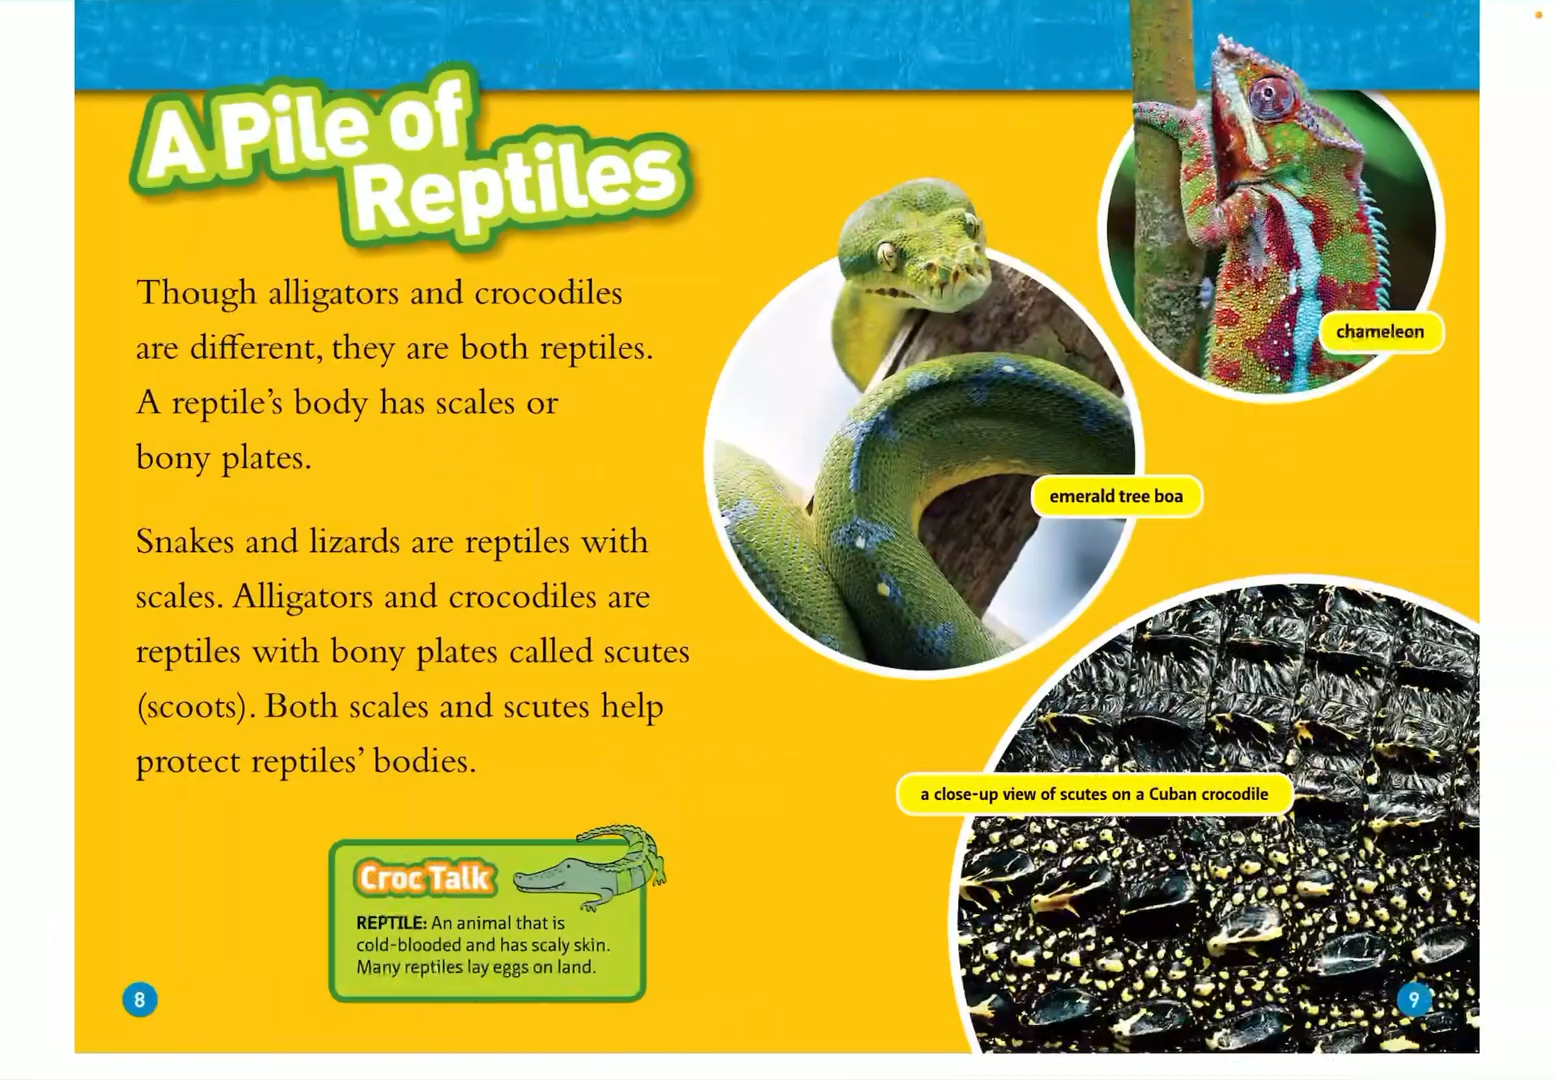 A Pile of
Reptiles
Though alligators and crocodiles
are different, they are both reptiles.
A reptile’s body has scales or
bony plates.
Snakes and lizards are reptiles with
scales. Alligators and crocodiles are
reptiles with bony plates called scutes
(scoots). Both scales and scutes help
protect reptiles’ bodies.
Croc Talk
REPTILE: An animal that is
cold-blooded and has scaly skin.
Many reptiles lay eggs on land.
8
chameleon
emerald tree boa
a close-up view of scutes on a Cuban crocodile
9